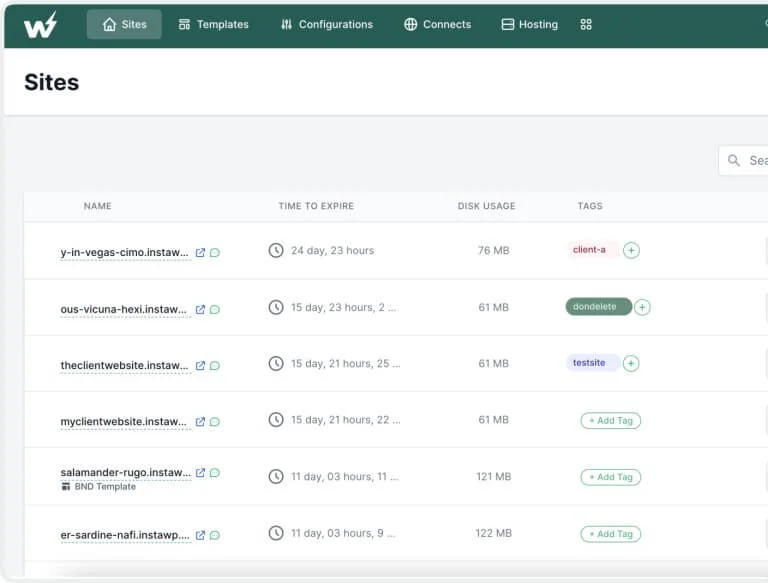 Sites Templates Configurations Connects Hosting
Sites
NAME TIME TO EXPIRE DISK USAGE TAGS
y-in-vegas-cimo.instaw... 24 day, 23 hours 76 MB client-a +
ous-vicuna-hexi.instaw... 15 day, 23 hours, 2 ... 61 MB dondelete +
theclientwebsite.instaw... 15 day, 21 hours, 25 ... 61 MB testsite +
myclientwebsite.instaw... 15 day, 21 hours, 22 ... 61 MB + Add Tag
salamander-rugo.instaw... 11 day, 03 hours, 11 ... 121 MB + Add Tag
BND Template
er-sardine-nafi.instawp.... 11 day, 03 hours, 9 ... 122 MB + Add Tag